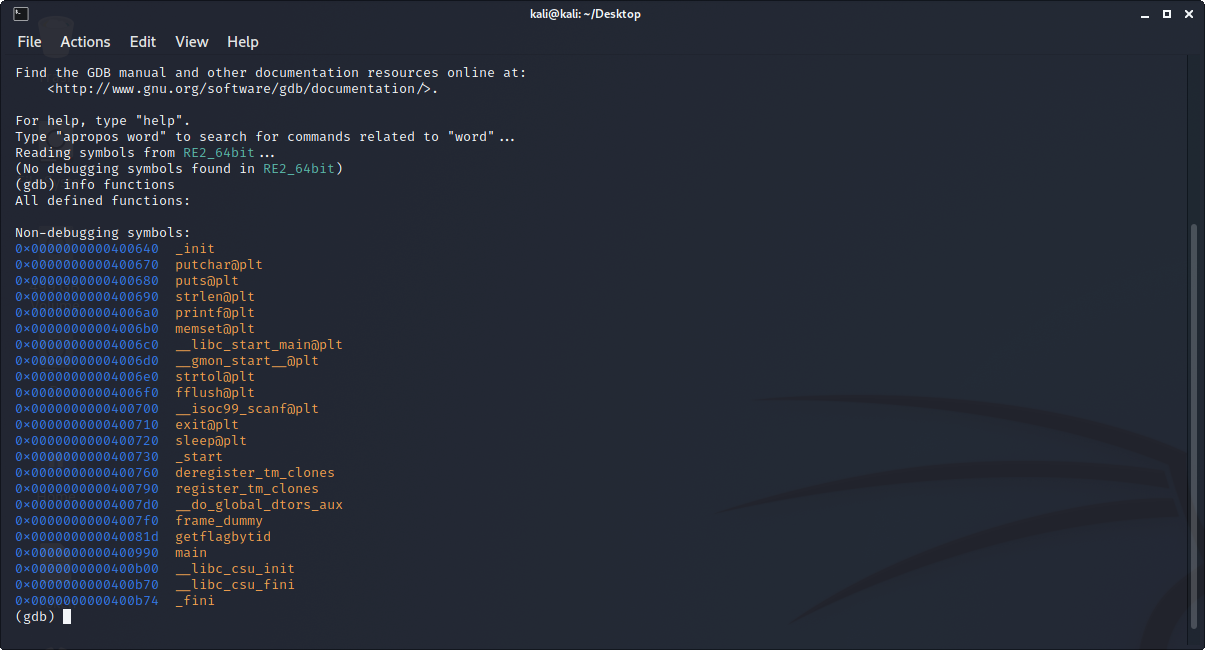 kali@kali: ~/Desktop
File Actions Edit View Help
Find the GDB manual and other documentation resources online at:
    <http://www.gnu.org/software/gdb/documentation/>.
For help, type "help".
Type "apropos word" to search for commands related to "word"...
Reading symbols from RE2_64bit...
(No debugging symbols found in RE2_64bit)
(gdb) info functions
All defined functions:
Non-debugging symbols:
0x0000000000400640  _init
0x0000000000400670  putchar@plt
0x0000000000400680  puts@plt
0x0000000000400690  strlen@plt
0x00000000004006a0  printf@plt
0x00000000004006b0  memset@plt
0x00000000004006c0  __libc_start_main@plt
0x00000000004006d0  __gmon_start__@plt
0x00000000004006e0  strtol@plt
0x00000000004006f0  fflush@plt
0x0000000000400700  __isoc99_scanf@plt
0x0000000000400710  exit@plt
0x0000000000400720  sleep@plt
0x0000000000400730  _start
0x0000000000400760  deregister_tm_clones
0x0000000000400790  register_tm_clones
0x00000000004007d0  __do_global_dtors_aux
0x00000000004007f0  frame_dummy
0x000000000040081d  getflagbytid
0x0000000000400990  main
0x0000000000400b00  __libc_csu_init
0x0000000000400b70  __libc_csu_fini
0x0000000000400b74  _fini
(gdb)